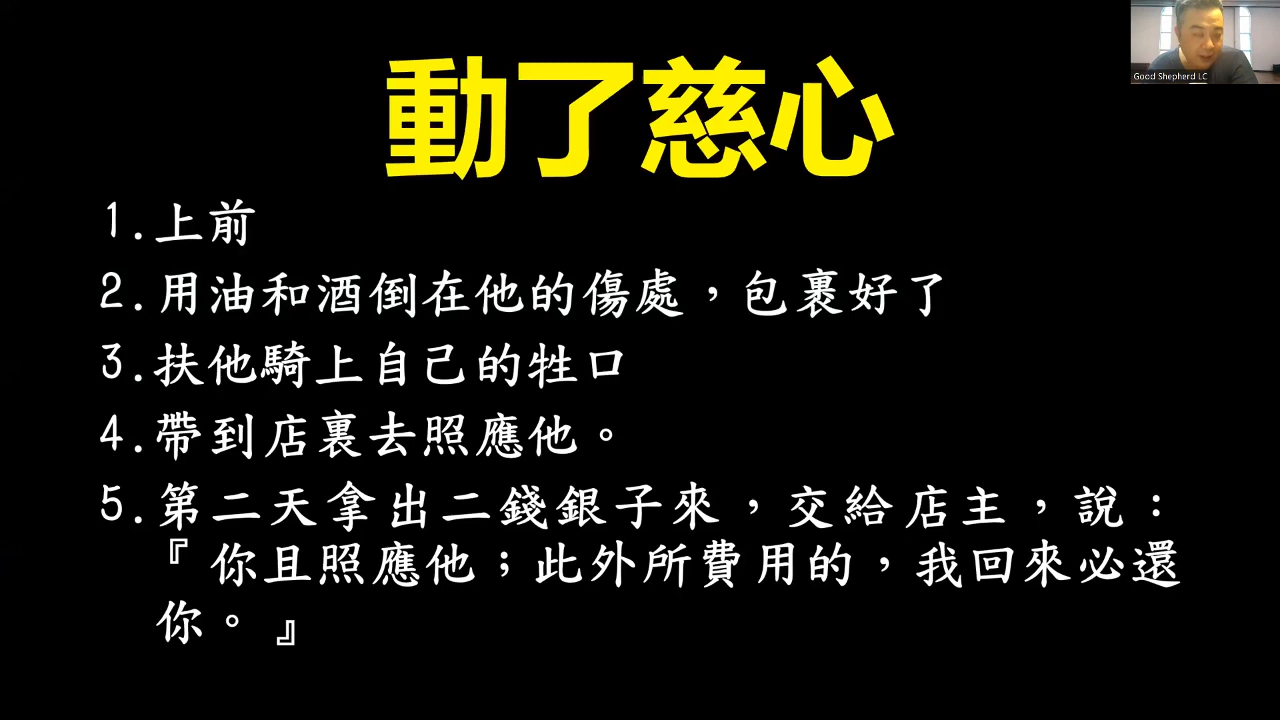 動了慈心
Good Shepherd LC
1.上前
2.用油和酒倒在他的傷處，包裹好了
3.扶他騎上自己的牲口
4.帶到店裏去照應他。
5.第二天拿出二錢銀子來，交給店主，說：
『你且照應他；此外所費用的，我回來必還
你。』